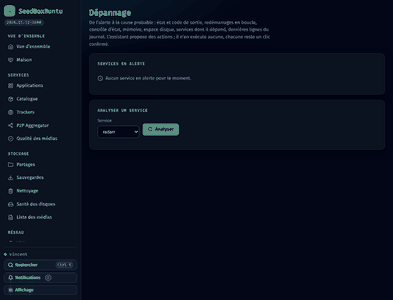 SeedBoxBuntu
VUE D'ENSEMBLE
Vue d'ensemble
Maison
SERVICES
Applications
Catalogue
Trackers
P2P Aggregator
Qualité des médias
STOCKAGE
Partages
Sauvegardes
Nettoyage
Santé des disques
Liste des médias
RÉSEAU
vincent
Rechercher
Ctrl K
Notifications
Affichage
Dépannage
De l'alerte à la cause probable : état et code de sortie, redémarrages en boucle,
contrôle d'état, mémoire, espace disque, services dont il dépend, dernières lignes du
journal. L'assistant propose des actions ; il n'en exécute aucune, chacune reste un clic
confirmé.
SERVICES EN ALERTE
Aucun service en alerte pour le moment.
ANALYSER UN SERVICE
Service
radarr
Analyser